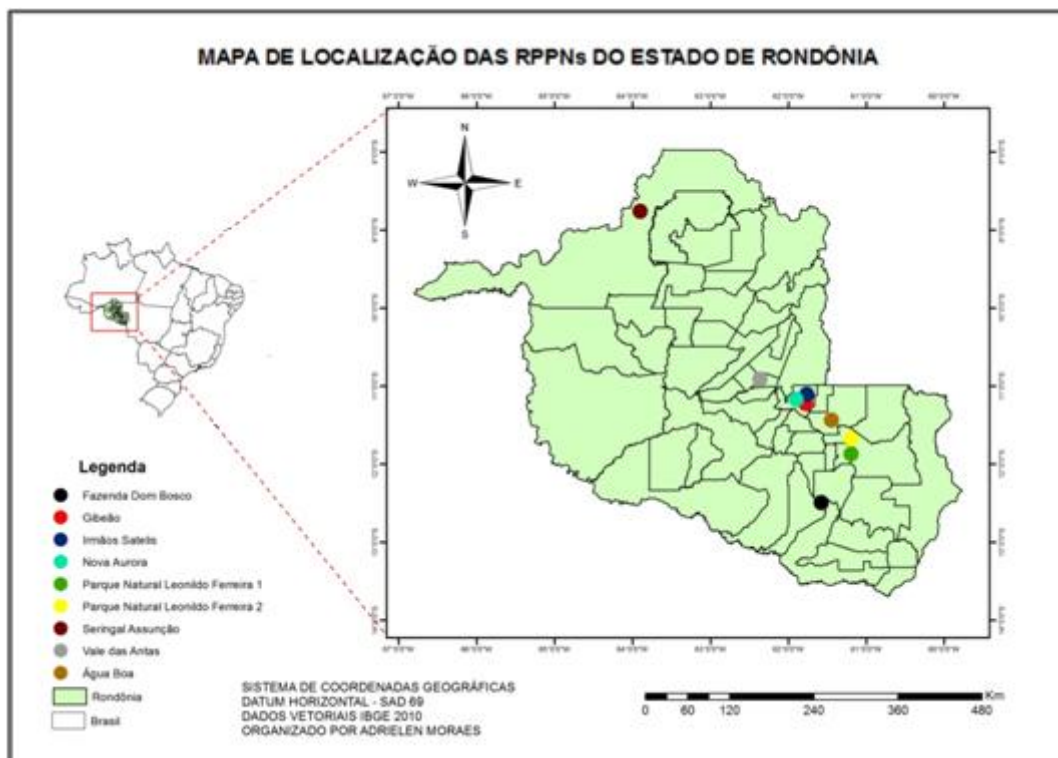 MAPA DE LOCALIZAÇÃO DAS RPPNs DO ESTADO DE RONDÔNIA
N
W E
S
Legenda
Fazenda Dom Bosco
Gibeão
Irmãos Satelis
Nova Aurora
Parque Natural Leonildo Ferreira 1
Parque Natural Leonildo Ferreira 2
Seringal Assunção
Vale das Antas
Água Boa
Rondônia
Brasil
SISTEMA DE COORDENADAS GEOGRÁFICAS
DATUM HORIZONTAL - SAD 69
DADOS VETORIAIS IBGE 2010
ORGANIZADO POR ADRIELEN MORAES
Km
0 60 120 240 360 480